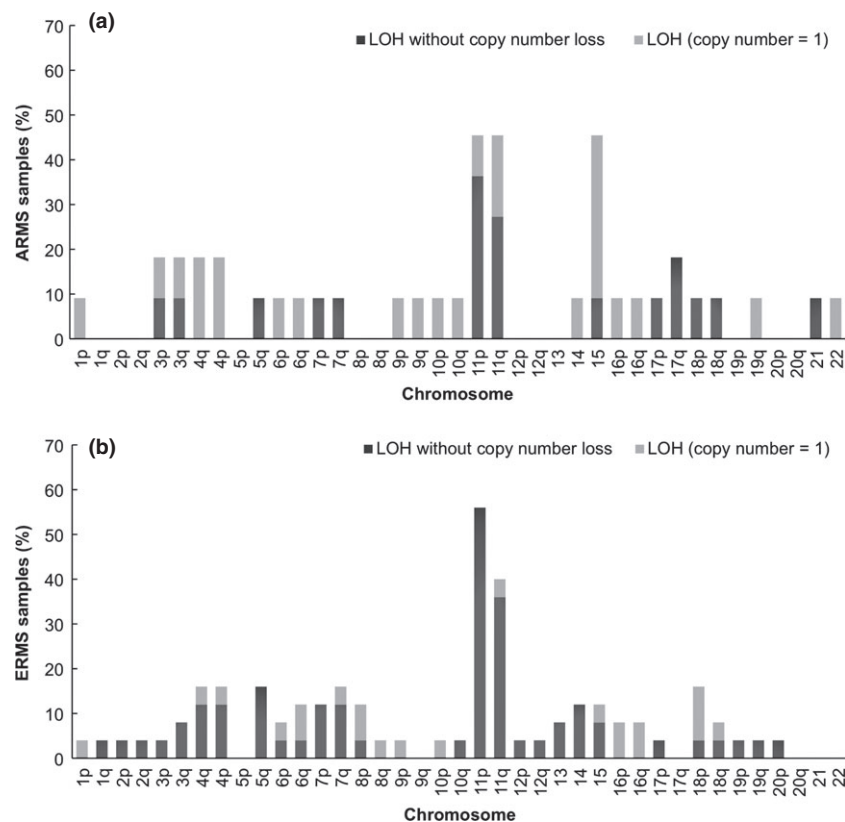 (a)
■ LOH without copy number loss ■ LOH (copy number = 1)
ARMS samples (%)
70
60
50
40
30
20
10
0
1p 1q 2p 2q 3p 3q 4q 4p 5p 5q 6p 6q 7p 7q 8p 8q 9p 9q 10p 10q 11p 11q 12p 12q 13 14 15 16p 16q 17p 17q 18p 18q 19p 19q 20p 20q 21 22
Chromosome
(b)
■ LOH without copy number loss ■ LOH (copy number = 1)
ERMS samples (%)
70
60
50
40
30
20
10
0
1p 1q 2p 2q 3p 3q 4q 4p 5p 5q 6p 6q 7p 7q 8p 8q 9p 9q 10p 10q 11p 11q 12p 12q 13 14 15 16p 16q 17p 17q 18p 18q 19p 19q 20p 20q 21 22
Chromosome